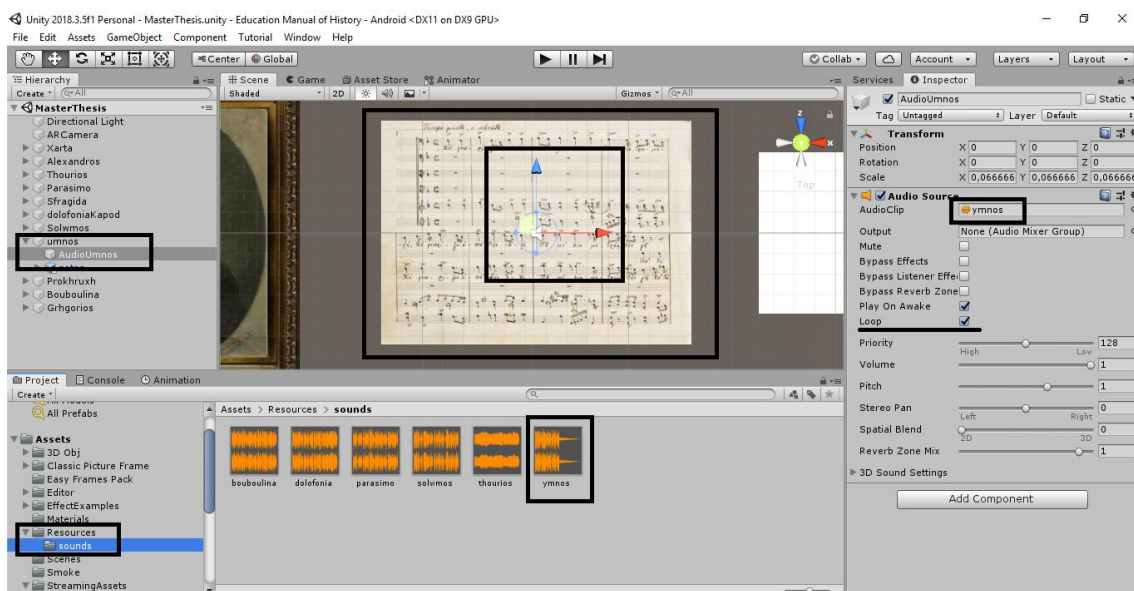 Unity 2018.3.5f1 Personal - MasterThesis.unity - Education Manual of History - Android <DX11 on DX9 GPU>
File Edit Assets GameObject Component Tutorial Window Help
Center Global Collab Account Layers Layout
Hierarchy
Create Q▾All
MasterThesis
Directional Light
ARCamera
Xarta
Alexandros
Thourios
Parasimo
Sfragida
dolofoniaKapod
Solwmos
umnos
AudioUmnos
Prokhruxh
Bouboulina
Grhgorios
Scene Game Asset Store Animator
Shaded 2D Gizmos Q▾All
z
x
Top
Services Inspector
AudioUmnos Static
Tag Untagged Layer Default
Transform
Position X 0 Y 0 Z 0
Rotation X 0 Y 0 Z 0
Scale X 0,066666 Y 0,066666 Z 0,06666
Audio Source
AudioClip ymnos
Output None (Audio Mixer Group)
Mute
Bypass Effects
Bypass Listener Effe
Bypass Reverb Zone
Play On Awake
Loop
Priority 128
High Low
Volume 1
Pitch 1
Stereo Pan 0
Left Right
Spatial Blend 0
2D 3D
Reverb Zone Mix 1
3D Sound Settings
Add Component
Project Console Animation
Create
All Prefabs
Assets
3D Obj
Classic Picture Frame
Easy Frames Pack
Editor
EffectExamples
Materials
Resources
sounds
Scenes
Smoke
StreamingAssets
Assets > Resources > sounds
bouboulina dolofonia parasimo solvmos thourios ymnos